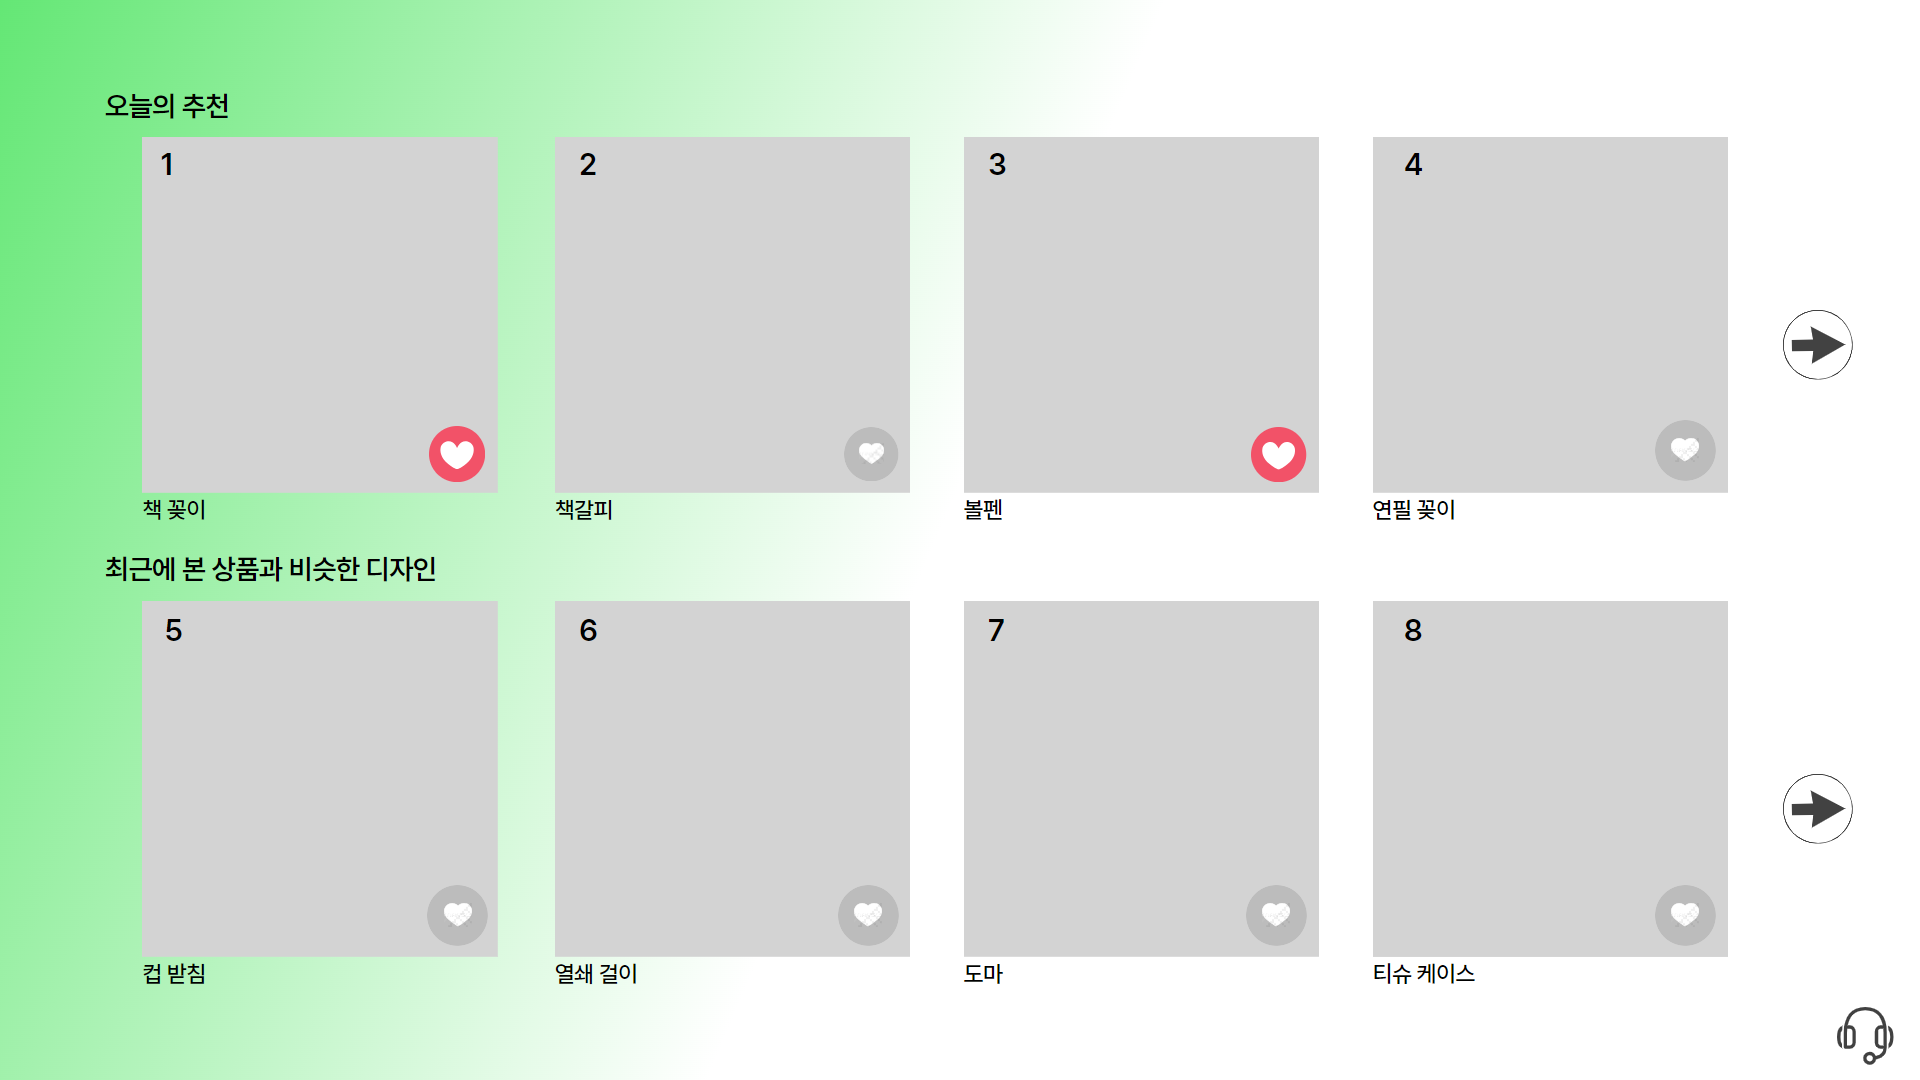 오늘의 추천
1
2
3
4
책 꽂이
책갈피
볼펜
연필 꽂이
최근에 본 상품과 비슷한 디자인
5
6
7
8
컵 받침
열쇄 걸이
도마
티슈 케이스